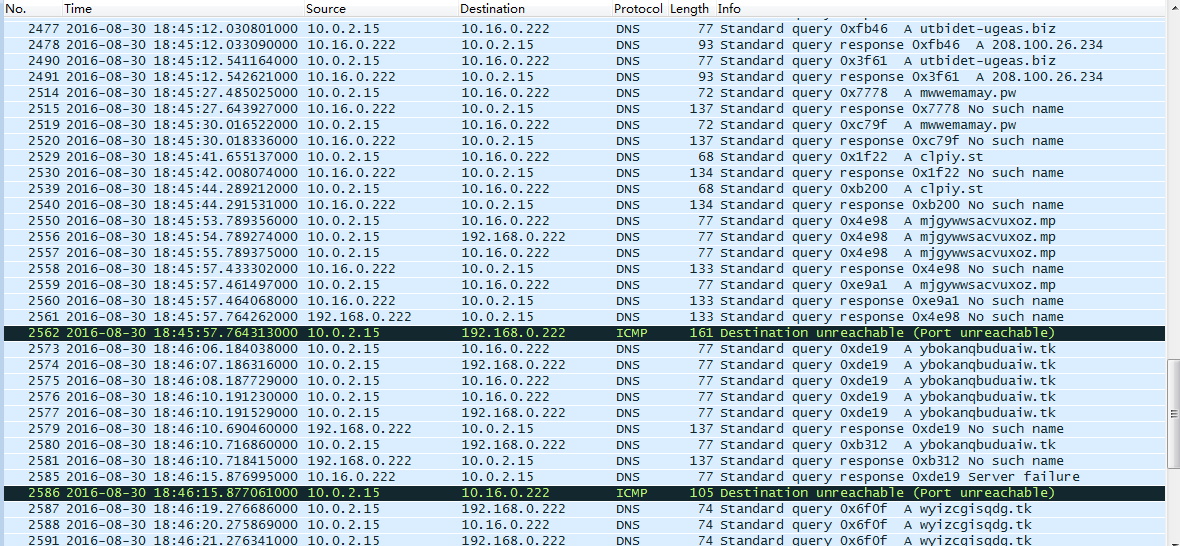 No. Time Source Destination Protocol Length Info
2477 2016-08-30 18:45:12.030801000 10.0.2.15 10.16.0.222 DNS 77 Standard query 0xfb46 A utbidet-ugeas.biz
2478 2016-08-30 18:45:12.033090000 10.16.0.222 10.0.2.15 DNS 93 Standard query response 0xfb46 A 208.100.26.234
2490 2016-08-30 18:45:12.541164000 10.0.2.15 10.16.0.222 DNS 77 Standard query 0x3f61 A utbidet-ugeas.biz
2491 2016-08-30 18:45:12.542621000 10.16.0.222 10.0.2.15 DNS 93 Standard query response 0x3f61 A 208.100.26.234
2514 2016-08-30 18:45:27.485025000 10.0.2.15 10.16.0.222 DNS 72 Standard query 0x7778 A mwwemamay.pw
2515 2016-08-30 18:45:27.643927000 10.16.0.222 10.0.2.15 DNS 137 Standard query response 0x7778 No such name
2519 2016-08-30 18:45:30.016522000 10.0.2.15 10.16.0.222 DNS 72 Standard query 0xc79f A mwwemamay.pw
2520 2016-08-30 18:45:30.018336000 10.16.0.222 10.0.2.15 DNS 137 Standard query response 0xc79f No such name
2529 2016-08-30 18:45:41.655137000 10.0.2.15 10.16.0.222 DNS 68 Standard query 0x1f22 A clpiy.st
2530 2016-08-30 18:45:42.008074000 10.16.0.222 10.0.2.15 DNS 134 Standard query response 0x1f22 No such name
2539 2016-08-30 18:45:44.289212000 10.0.2.15 10.16.0.222 DNS 68 Standard query 0xb200 A clpiy.st
2540 2016-08-30 18:45:44.291531000 10.16.0.222 10.0.2.15 DNS 134 Standard query response 0xb200 No such name
2550 2016-08-30 18:45:53.789356000 10.0.2.15 10.16.0.222 DNS 77 Standard query 0x4e98 A mjgywwsacvuxoz.mp
2556 2016-08-30 18:45:54.789274000 10.0.2.15 192.168.0.222 DNS 77 Standard query 0x4e98 A mjgywwsacvuxoz.mp
2557 2016-08-30 18:45:55.789375000 10.0.2.15 10.16.0.222 DNS 77 Standard query 0x4e98 A mjgywwsacvuxoz.mp
2558 2016-08-30 18:45:57.433302000 10.16.0.222 10.0.2.15 DNS 133 Standard query response 0x4e98 No such name
2559 2016-08-30 18:45:57.461497000 10.0.2.15 10.16.0.222 DNS 77 Standard query 0xe9a1 A mjgywwsacvuxoz.mp
2560 2016-08-30 18:45:57.464068000 10.16.0.222 10.0.2.15 DNS 133 Standard query response 0xe9a1 No such name
2561 2016-08-30 18:45:57.764262000 192.168.0.222 10.0.2.15 DNS 133 Standard query response 0x4e98 No such name
2562 2016-08-30 18:45:57.764313000 10.0.2.15 192.168.0.222 ICMP 161 Destination unreachable (Port unreachable)
2573 2016-08-30 18:46:06.184038000 10.0.2.15 10.16.0.222 DNS 77 Standard query 0xde19 A ybokanqbuduaiw.tk
2574 2016-08-30 18:46:07.186316000 10.0.2.15 192.168.0.222 DNS 77 Standard query 0xde19 A ybokanqbuduaiw.tk
2575 2016-08-30 18:46:08.187729000 10.0.2.15 10.16.0.222 DNS 77 Standard query 0xde19 A ybokanqbuduaiw.tk
2576 2016-08-30 18:46:10.191230000 10.0.2.15 10.16.0.222 DNS 77 Standard query 0xde19 A ybokanqbuduaiw.tk
2577 2016-08-30 18:46:10.191529000 10.0.2.15 192.168.0.222 DNS 77 Standard query 0xde19 A ybokanqbuduaiw.tk
2579 2016-08-30 18:46:10.690460000 192.168.0.222 10.0.2.15 DNS 137 Standard query response 0xde19 No such name
2580 2016-08-30 18:46:10.716860000 10.0.2.15 192.168.0.222 DNS 77 Standard query 0xb312 A ybokanqbuduaiw.tk
2581 2016-08-30 18:46:10.718415000 192.168.0.222 10.0.2.15 DNS 137 Standard query response 0xb312 No such name
2585 2016-08-30 18:46:15.876995000 10.16.0.222 10.0.2.15 DNS 77 Standard query response 0xde19 Server failure
2586 2016-08-30 18:46:15.877061000 10.0.2.15 10.16.0.222 ICMP 105 Destination unreachable (Port unreachable)
2587 2016-08-30 18:46:19.276686000 10.0.2.15 192.168.0.222 DNS 74 Standard query 0x6f0f A wyizcgisqdg.tk
2588 2016-08-30 18:46:20.275869000 10.0.2.15 10.16.0.222 DNS 74 Standard query 0x6f0f A wyizcgisqdg.tk
2591 2016-08-30 18:46:21.276341000 10.0.2.15 192.168.0.222 DNS 74 Standard query 0x6f0f A wyizcgisqdg.tk